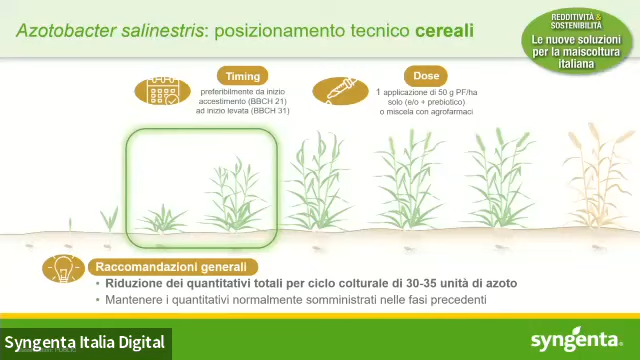 Azotobacter salinestris: posizionamento tecnico cereali
REDDITIVITÀ &
SOSTENIBILITÀ
Le nuove soluzioni
per la maiscoltura
italiana
Timing
preferibilmente da inizio
accestimento (BBCH 21)
ad inizio levata (BBCH 31)
Dose
1 applicazione di 50 g PF/ha
solo (e/o + prebiotico)
o miscela con agrofarmaci
Raccomandazioni generali
• Riduzione dei quantitativi totali per ciclo colturale di 30-35 unità di azoto
• Mantenere i quantitativi normalmente somministrati nelle fasi precedenti
Syngenta Italia Digital
syngenta